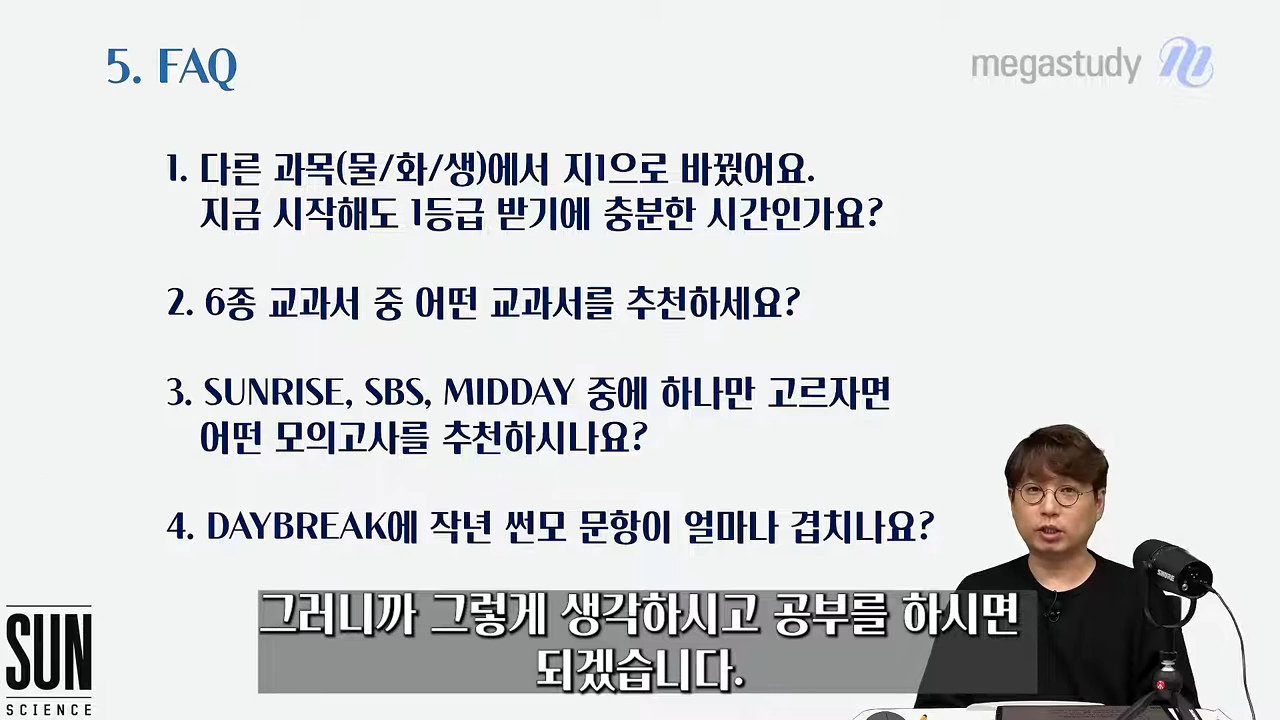 5. FAQ
megastudy
1. 다른 과목(물/화/생)에서 지1으로 바꿨어요.
지금 시작해도 1등급 받기에 충분한 시간인가요?
2. 6종 교과서 중 어떤 교과서를 추천하세요?
3. SUNRISE, SBS, MIDDAY 중에 하나만 고르자면
어떤 모의고사를 추천하시나요?
4. DAYBREAK에 작년 썬모 문항이 얼마나 겹치나요?
그러니까 그렇게 생각하시고 공부를 하시면
되겠습니다.
SUN
SCIENCE
SHURE